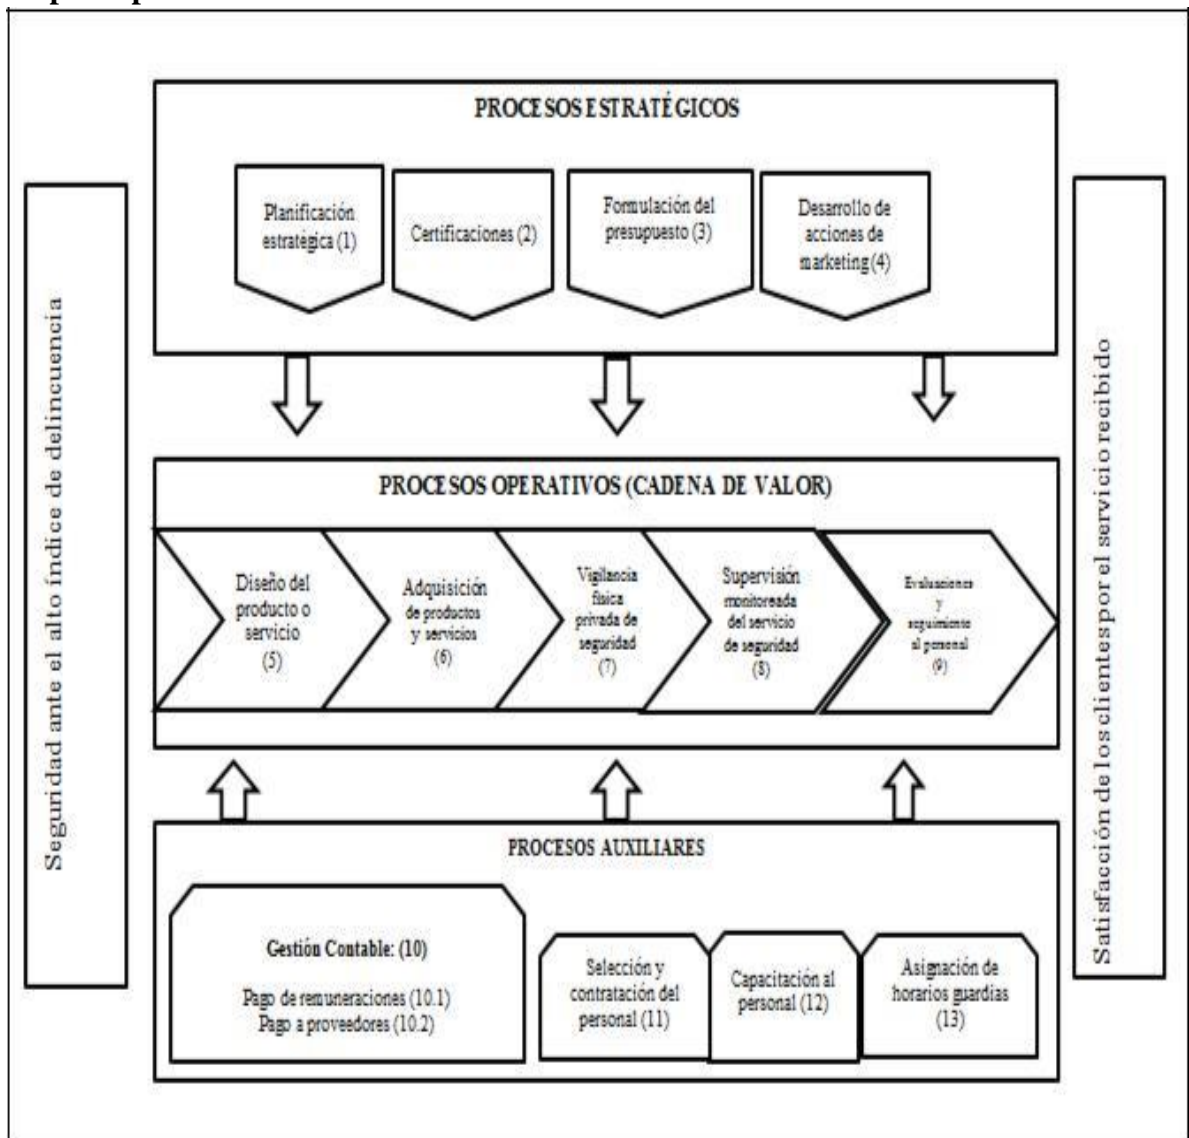 PROCESOS ESTRATÉGICOS
Planificación
estratégica (1)
Certificaciones (2)
Formulación del
presupuesto (3)
Desarrollo de
acciones de
marketing (4)
Seguridad ante el alto índice de delincuencia
PROCESOS OPERATIVOS (CADENA DE VALOR)
Diseño del
producto o
servicio
(5)
Adquisición
de productos
y servicios
(6)
Vigilancia
física
privada de
seguridad
(7)
Supervisión
monitoreada
del servicio
de seguridad
(8)
Evaluaciones
y
seguimiento
al personal
(9)
Satisfacción de los clientes por el servicio recibido
PROCESOS AUXILIARES
Gestión Contable: (10)
Pago de remuneraciones (10.1)
Pago a proveedores (10.2)
Selección y
contratación del
personal (11)
Capacitación al
personal (12)
Asignación de
horarios guardias
(13)